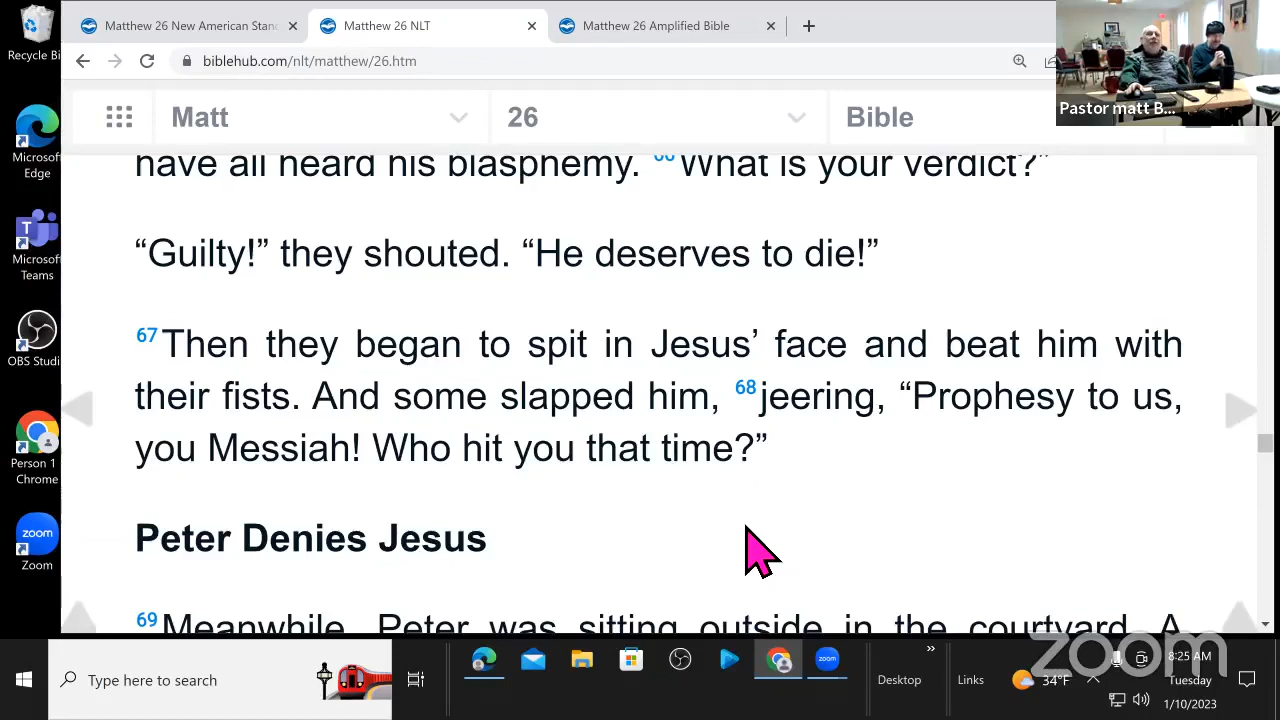 Recycle Bi
Matthew 26 New American Stanc
Matthew 26 NLT
Matthew 26 Amplified Bible
biblehub.com/nlt/matthew/26.htm
Pastor matt B...
Matt
26
Bible
have all heard his blasphemy. 66What is your verdict?”
“Guilty!” they shouted. “He deserves to die!”
67Then they began to spit in Jesus’ face and beat him with
their fists. And some slapped him, 68jeering, “Prophesy to us,
you Messiah! Who hit you that time?”
Peter Denies Jesus
69Meanwhile, Peter was sitting outside in the courtyard. A
Microsof
Edge
Microsof
Teams
OBS Studi
Person 1
Chrome
zoom
Zoom
Type here to search
zoom
Desktop
»
Links
34°F
8:25 AM
Tuesday
1/10/2023
zoom